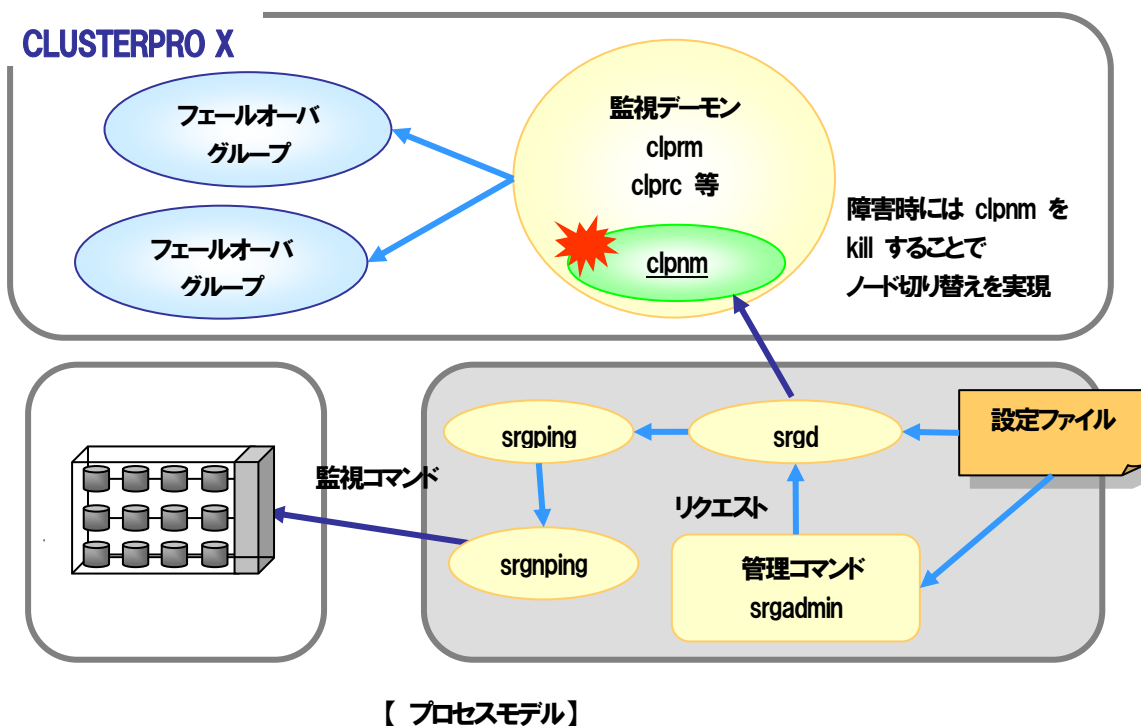 CLUSTERPRO X
フェールオーバ
グループ
フェールオーバ
グループ
監視デーモン
clprm
clprc 等
clpnm
障害時には clpnm を
kill することで
ノード切り替えを実現
監視コマンド
srgping
srgd
設定ファイル
リクエスト
srgnping
管理コマンド
srgadmin
【 プロセスモデル】